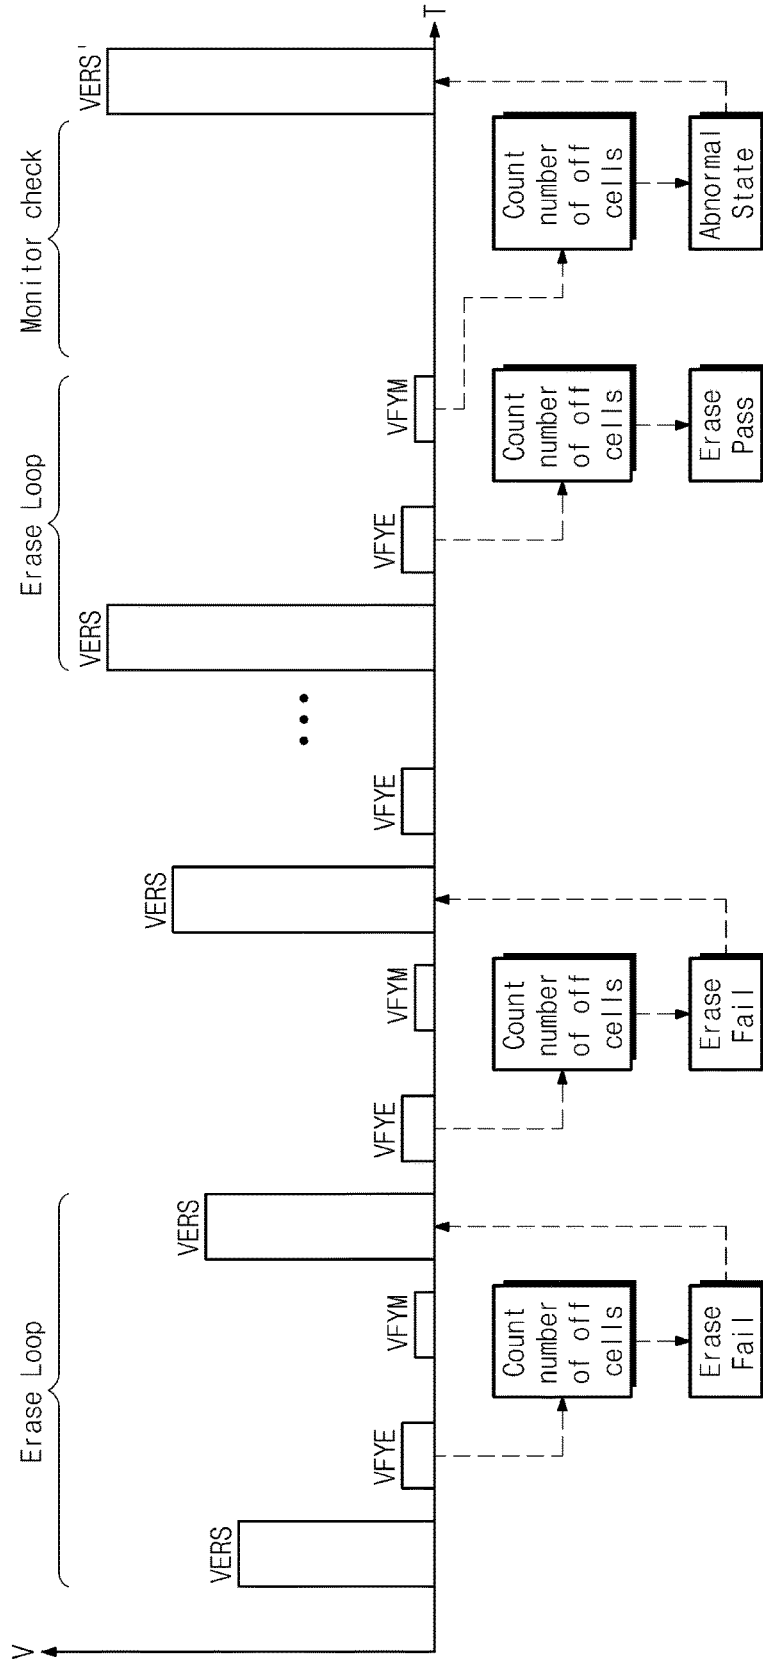 V
T
Erase Loop
Erase Loop
Monitor check
VERS
VFYE
VFYM
VERS
VFYE
VFYM
VERS
VFYE
VERS
VFYE
VFYM
VERS'
Count
number
of off
cells
Erase
Fail
Count
number
of off
cells
Erase
Fail
Count
number
of off
cells
Erase
Pass
Count
number
of off
cells
Abnormal
State